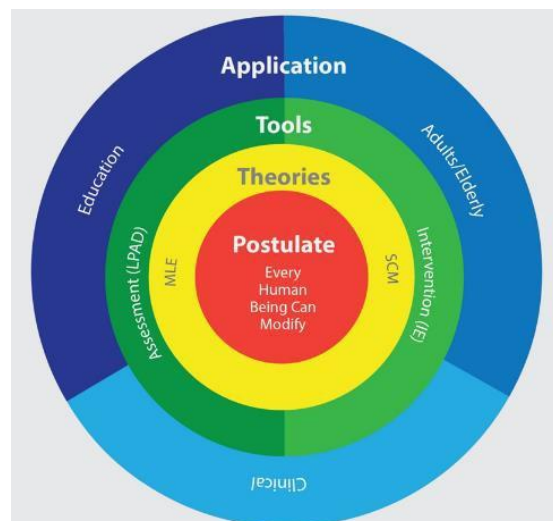 Application
Education
Adults/Elderly
Tools
Assessment (LPAD)
Intervention (IE)
Theories
MLE
SCM
Postulate
Every
Human
Being Can
Modify
Clinical